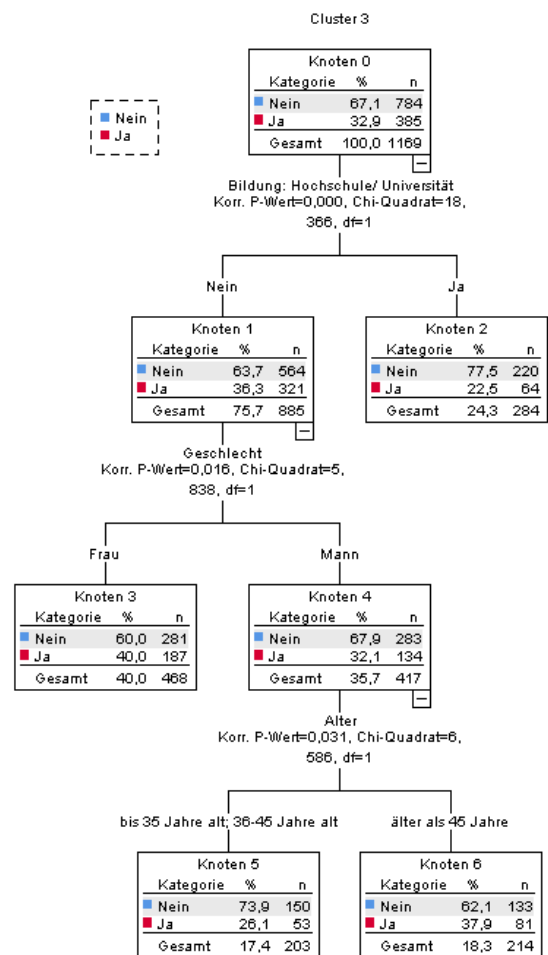 Cluster 3
Knoten 0
Kategorie % n
Nein 67,1 784
Ja 32,9 385
Gesamt 100,0 1169
Nein
Ja
Bildung: Hochschule/ Universität
Korr. P-Wert=0,000, Chi-Quadrat=18,
366, df=1
Nein
Ja
Knoten 1
Kategorie % n
Nein 63,7 564
Ja 36,3 321
Gesamt 75,7 885
Knoten 2
Kategorie % n
Nein 77,5 220
Ja 22,5 64
Gesamt 24,3 284
Geschlecht
Korr. P-Wert=0,016, Chi-Quadrat=5,
838, df=1
Frau
Mann
Knoten 3
Kategorie % n
Nein 60,0 281
Ja 40,0 187
Gesamt 40,0 468
Knoten 4
Kategorie % n
Nein 67,9 283
Ja 32,1 134
Gesamt 35,7 417
Alter
Korr. P-Wert=0,031, Chi-Quadrat=6,
586, df=1
bis 35 Jahre alt; 36-45 Jahre alt
älter als 45 Jahre
Knoten 5
Kategorie % n
Nein 73,9 150
Ja 26,1 53
Gesamt 17,4 203
Knoten 6
Kategorie % n
Nein 62,1 133
Ja 37,9 81
Gesamt 18,3 214